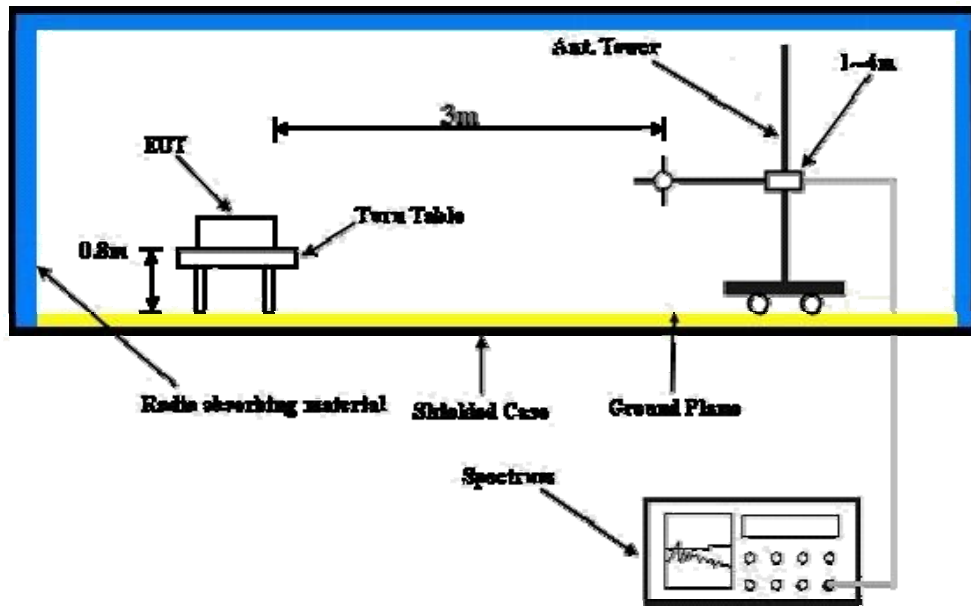 Ant. Tower
1~4m
3m
EUT
Turn Table
0.8m
Radio absorbing material
Shielded Case
Ground Plane
Spectrum